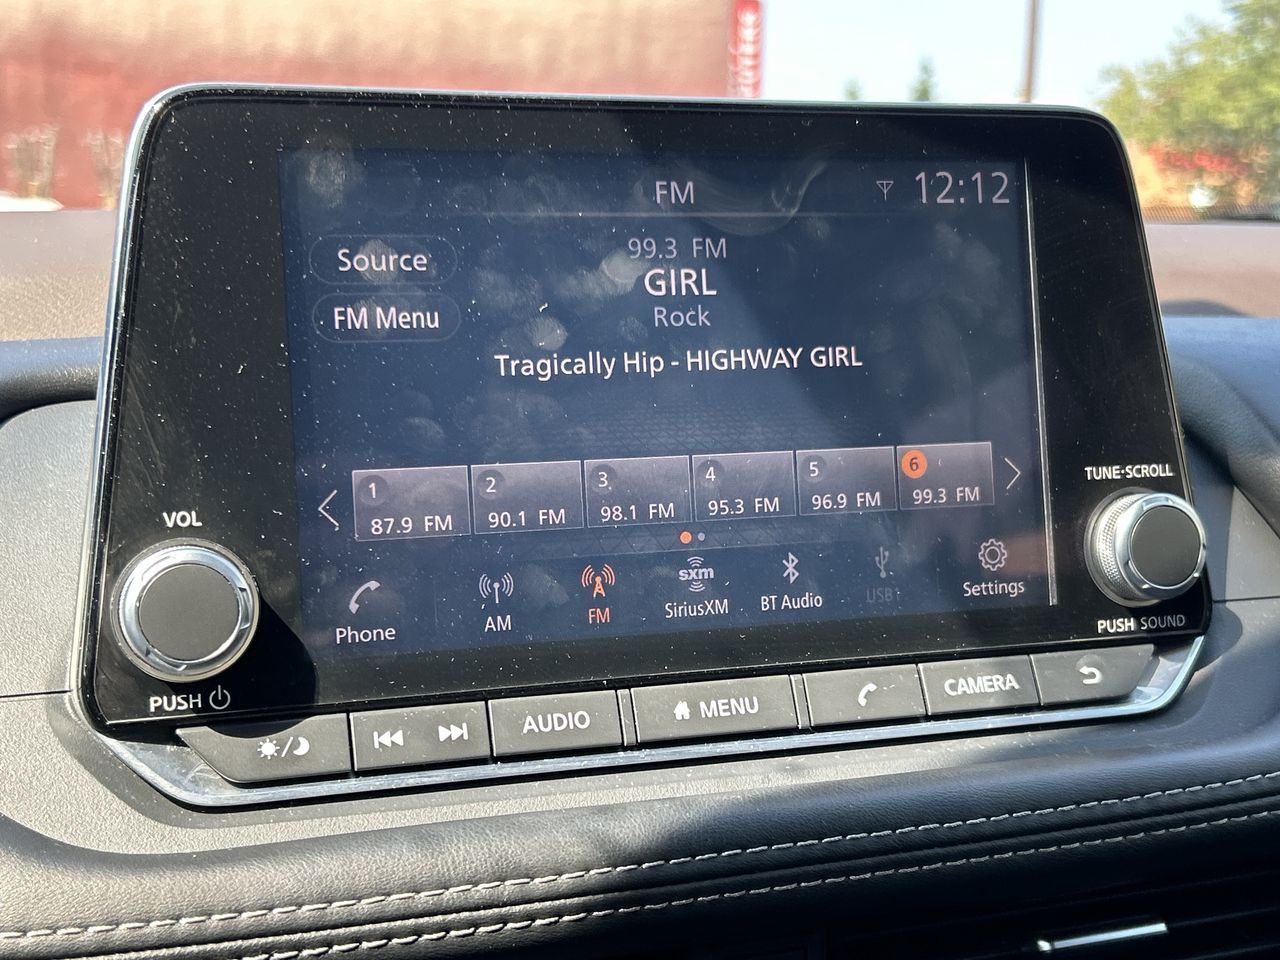 FM 12:12
Source
99.3 FM
GIRL
FM Menu
Rock
Tragically Hip - HIGHWAY GIRL
1 2 3 4 5 6
87.9 FM 90.1 FM 98.1 FM 95.3 FM 96.9 FM 99.3 FM
Phone AM FM sxm SiriusXM BT Audio USB Settings
VOL
PUSH
TUNE·SCROLL
PUSH SOUND
AUDIO MENU CAMERA